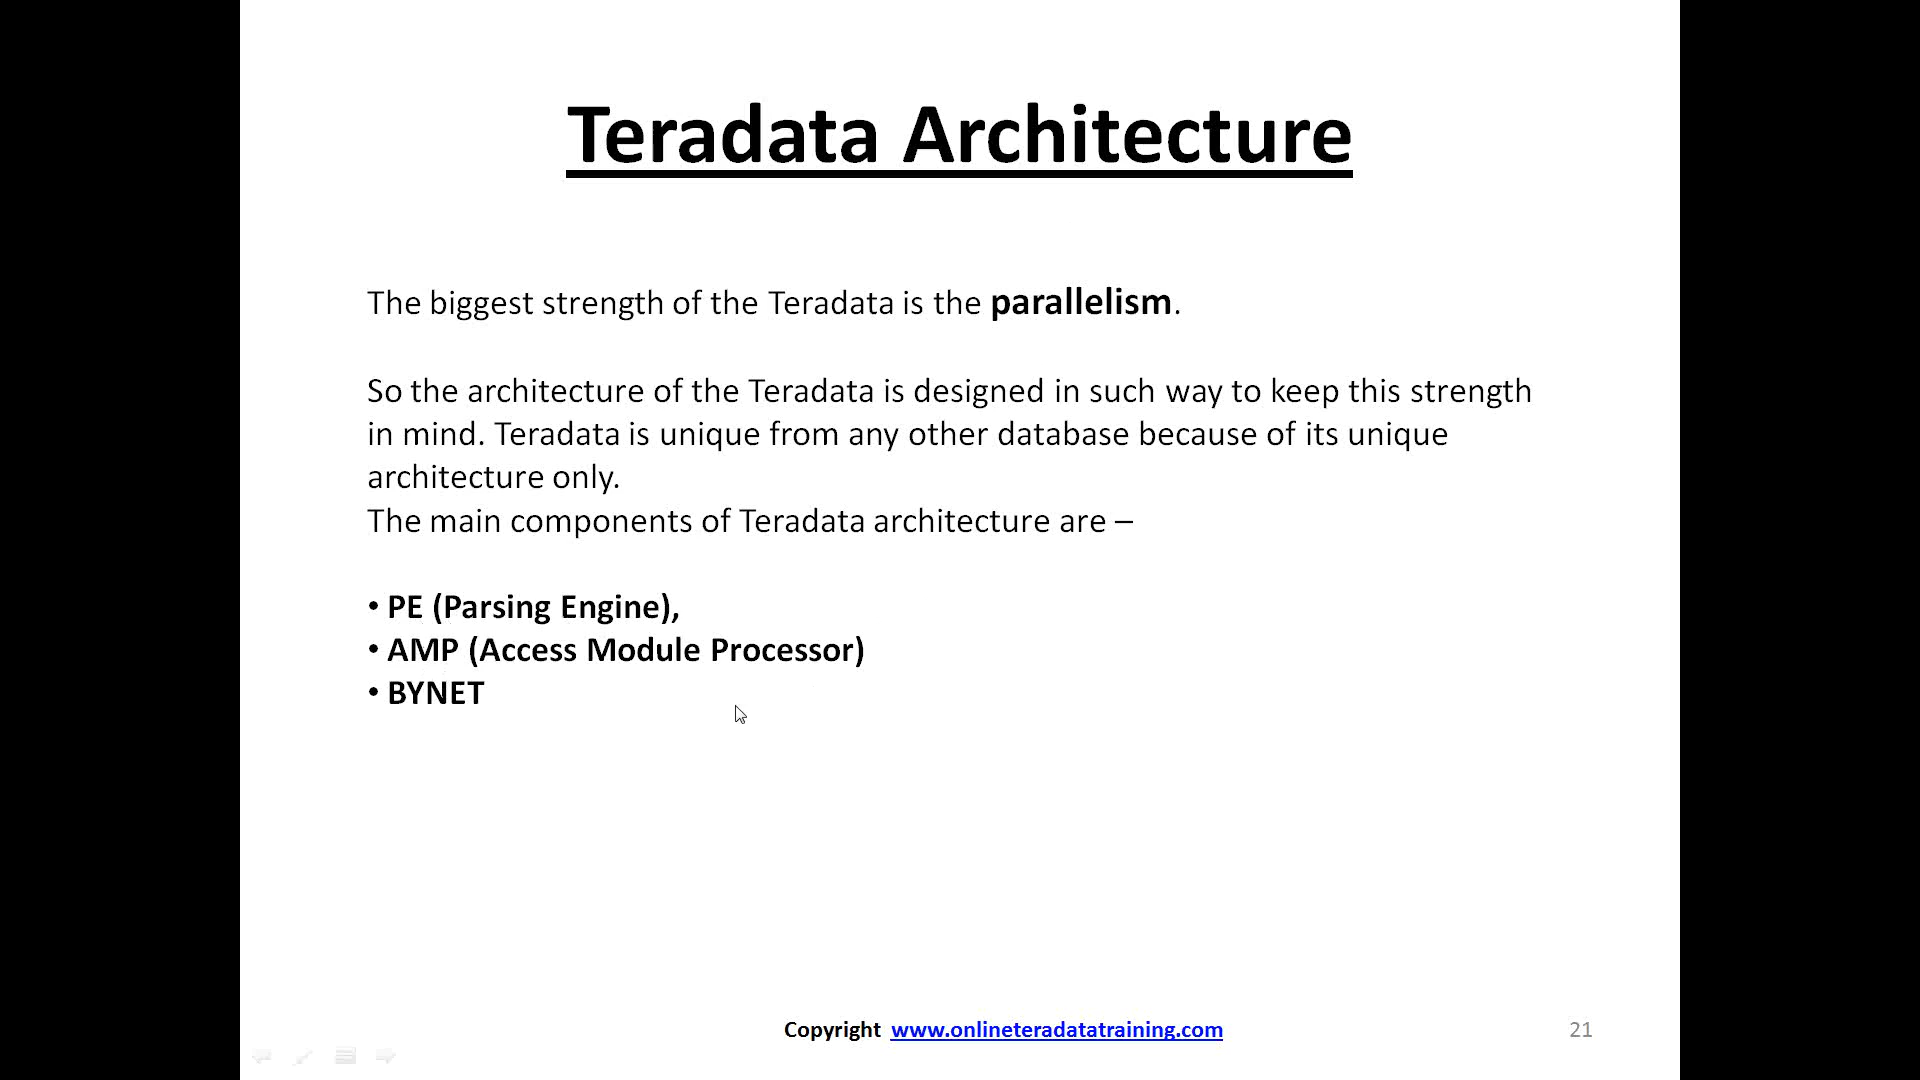 Teradata Architecture
The biggest strength of the Teradata is the parallelism.
So the architecture of the Teradata is designed in such way to keep this strength
in mind. Teradata is unique from any other database because of its unique
architecture only.
The main components of Teradata architecture are –
• PE (Parsing Engine),
• AMP (Access Module Processor)
• BYNET
Copyright www.onlineteradatatraining.com
21